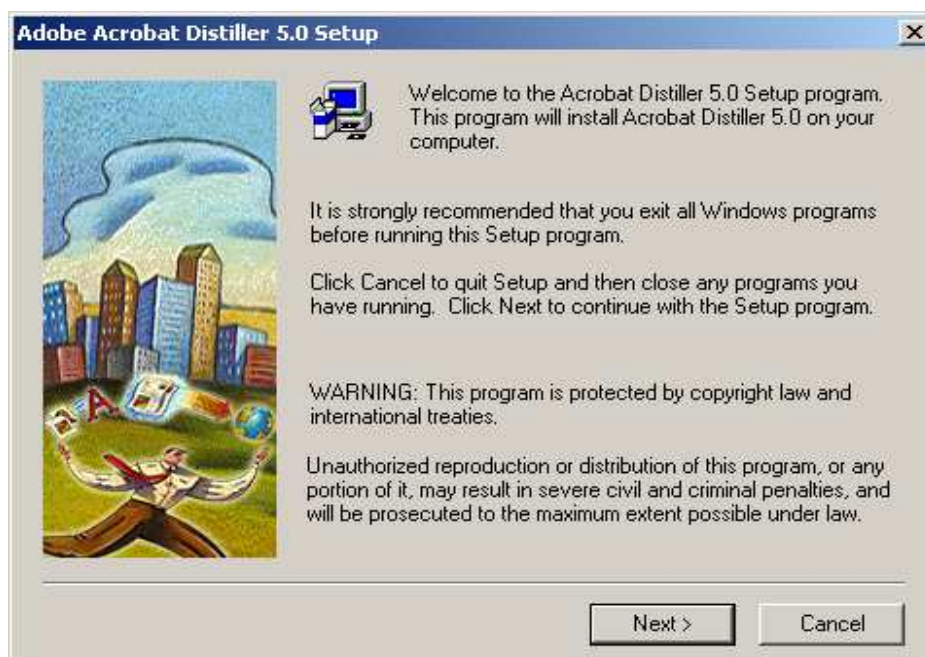 Adobe Acrobat Distiller 5.0 Setup
Welcome to the Acrobat Distiller 5.0 Setup program.
This program will install Acrobat Distiller 5.0 on your
computer.
It is strongly recommended that you exit all Windows programs
before running this Setup program.
Click Cancel to quit Setup and then close any programs you
have running.  Click Next to continue with the Setup program.
WARNING: This program is protected by copyright law and
international treaties.
A
Unauthorized reproduction or distribution of this program, or any
portion of it, may result in severe civil and criminal penalties, and
will be prosecuted to the maximum extent possible under law.
Next >
Cancel